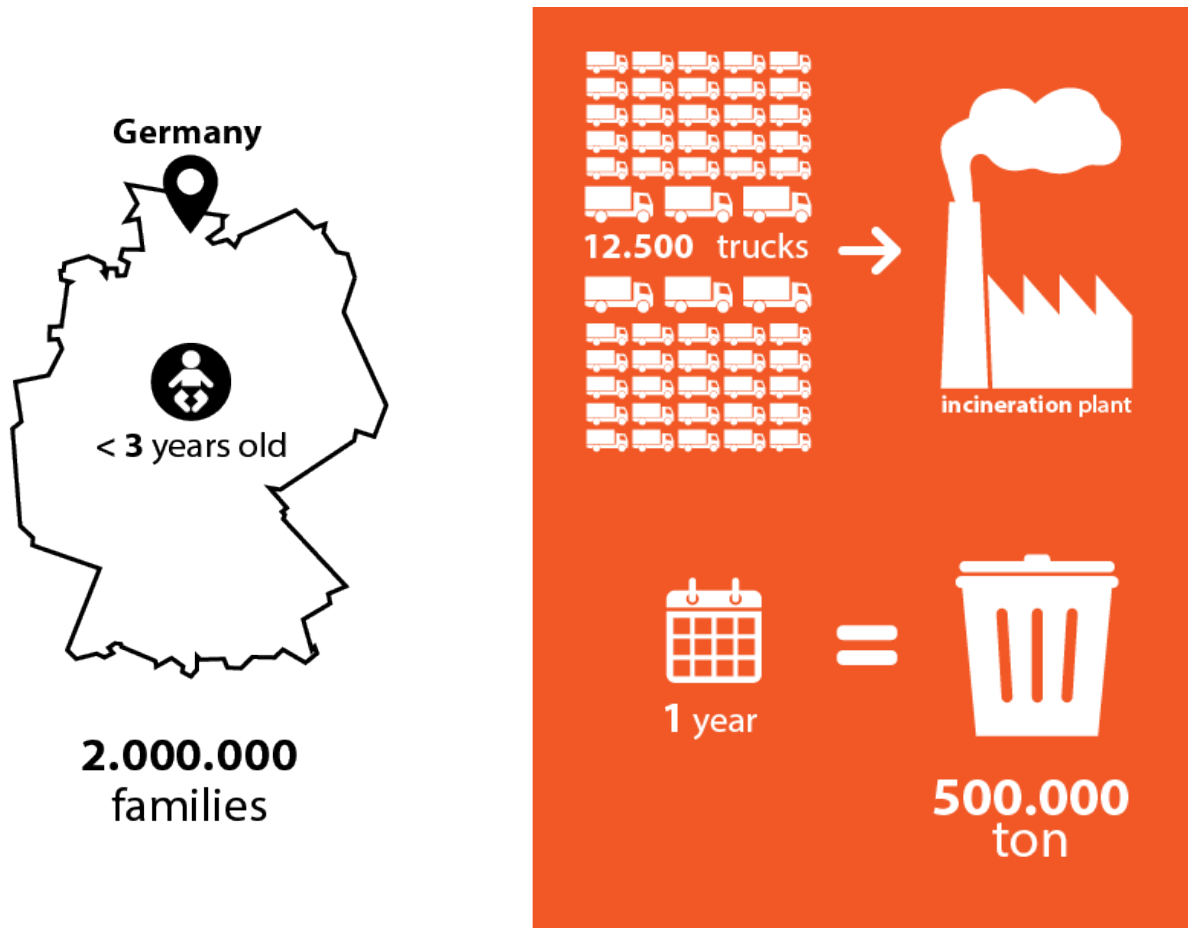 Germany
< 3 years old
2.000.000
families
12.500 trucks
incineration plant
1 year
=
500.000
ton